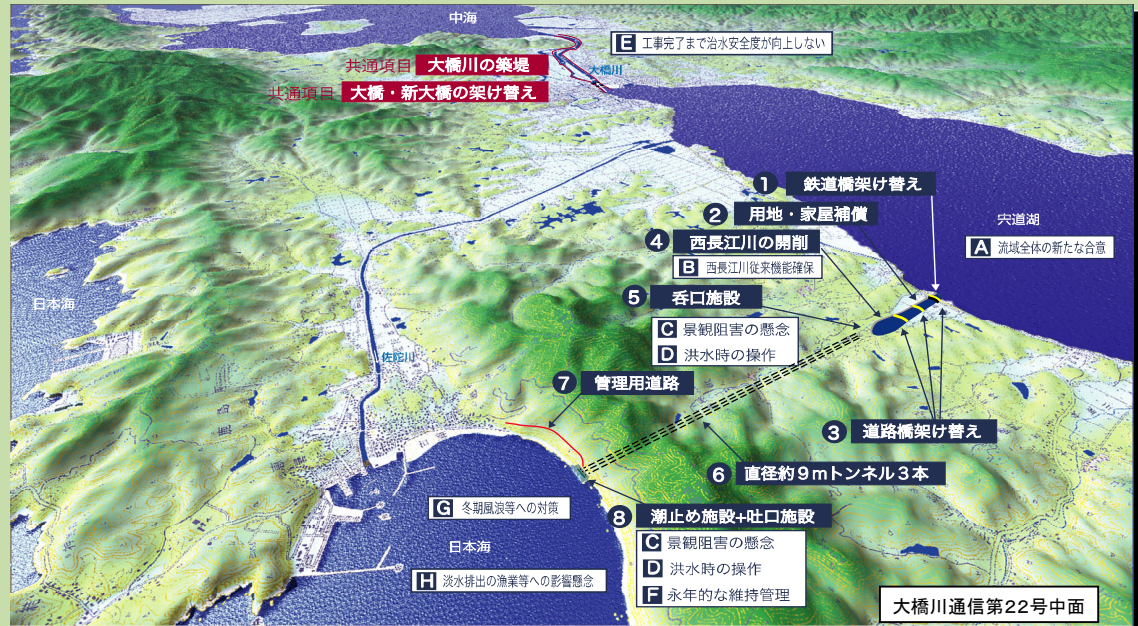 中海
E 工事完了まで治水安全度が向上しない
共通項目 大橋川の築堤
大橋川
共通項目 大橋・新大橋の架け替え
1 鉄道橋架け替え
2 用地・家屋補償
宍道湖
4 西長江川の開削
A 流域全体の新たな合意
B 西長江川従来機能確保
5 呑口施設
日本海
C 景観阻害の懸念
D 洪水時の操作
佐陀川
7 管理用道路
3 道路橋架け替え
6 直径約9mトンネル3本
G 冬期風浪等への対策
8 潮止め施設+吐口施設
日本海
C 景観阻害の懸念
D 洪水時の操作
H 淡水排出の漁業等への影響懸念
F 永年的な維持管理
大橋川通信第22号中面